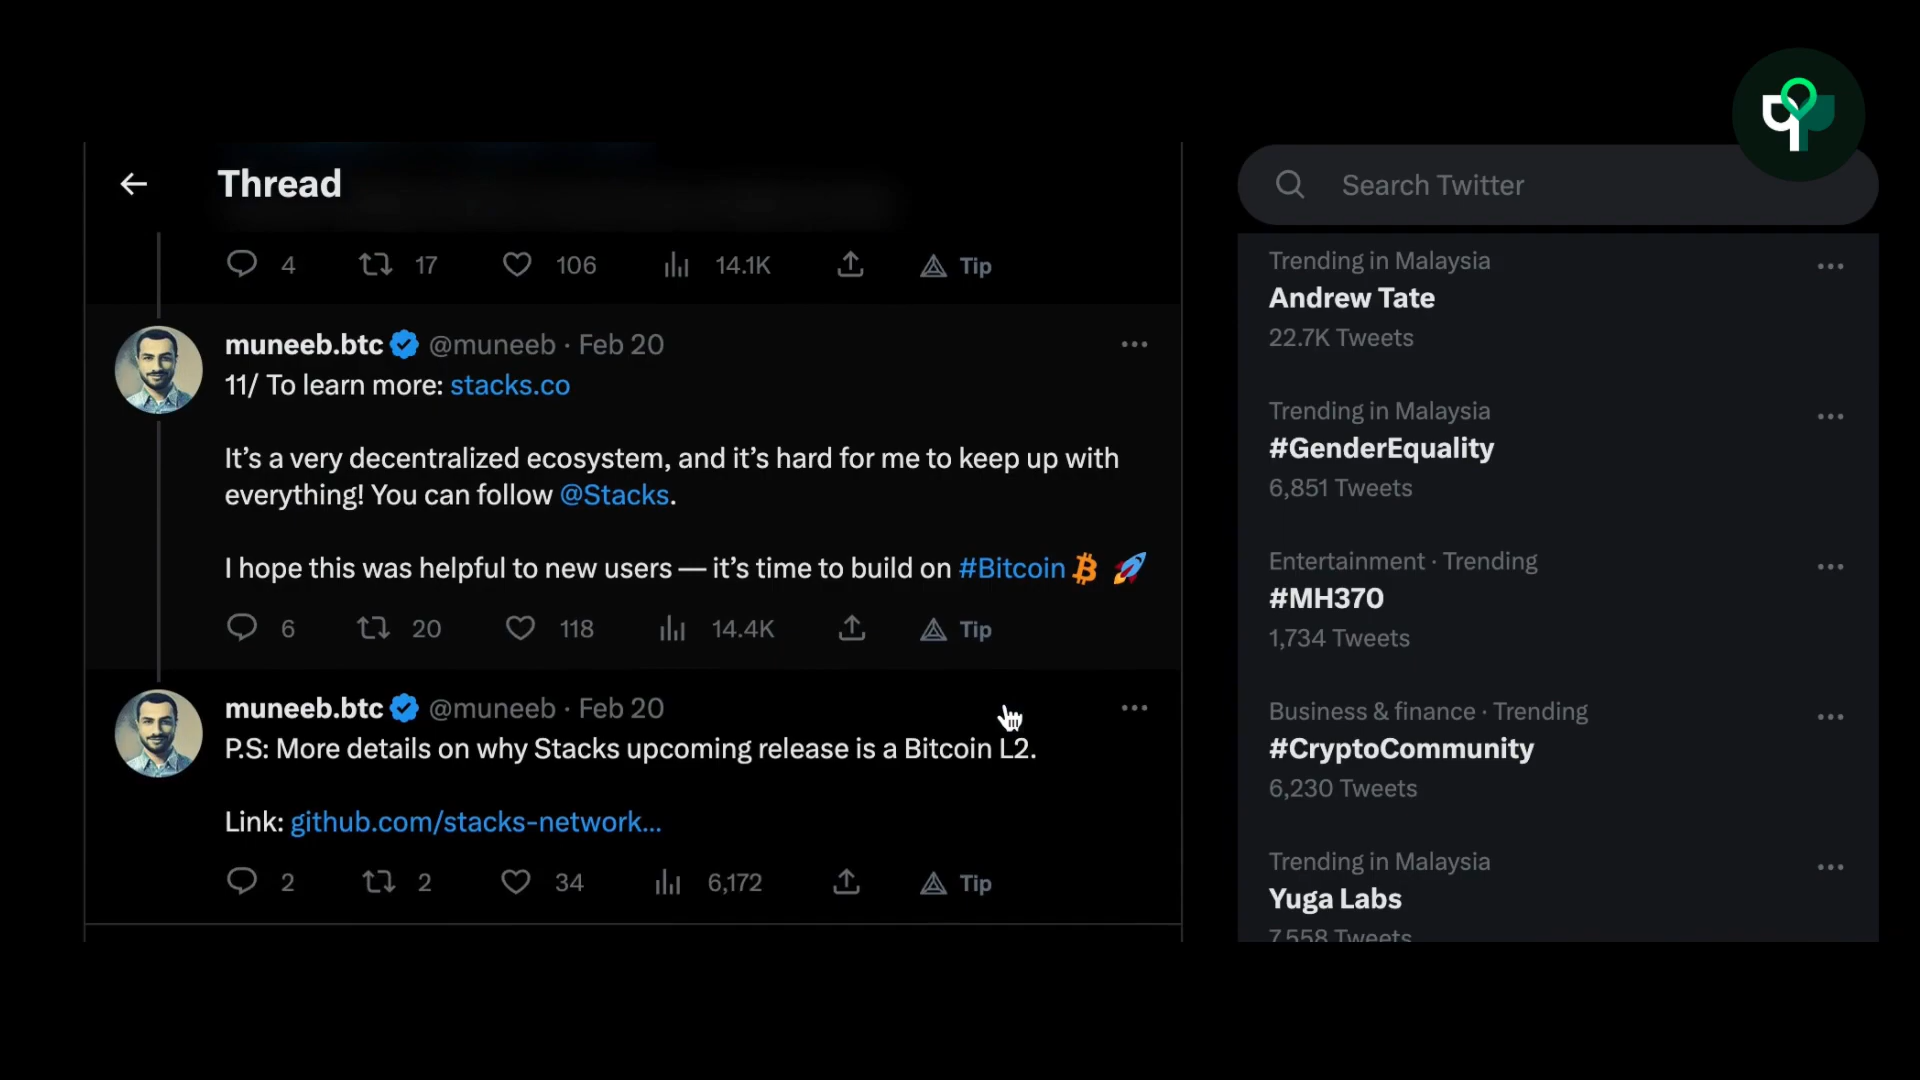 Thread
4 17 106 14.1K Tip
muneeb.btc @muneeb · Feb 20
11/ To learn more: stacks.co
It’s a very decentralized ecosystem, and it’s hard for me to keep up with
everything! You can follow @Stacks.
I hope this was helpful to new users — it’s time to build on #Bitcoin
6 20 118 14.4K Tip
muneeb.btc @muneeb · Feb 20
P.S: More details on why Stacks upcoming release is a Bitcoin L2.
Link: github.com/stacks-network...
2 2 34 6,172 Tip
Search Twitter
Trending in Malaysia
Andrew Tate
22.7K Tweets
Trending in Malaysia
#GenderEquality
6,851 Tweets
Entertainment · Trending
#MH370
1,734 Tweets
Business & finance · Trending
#CryptoCommunity
6,230 Tweets
Trending in Malaysia
Yuga Labs
7,558 Tweets